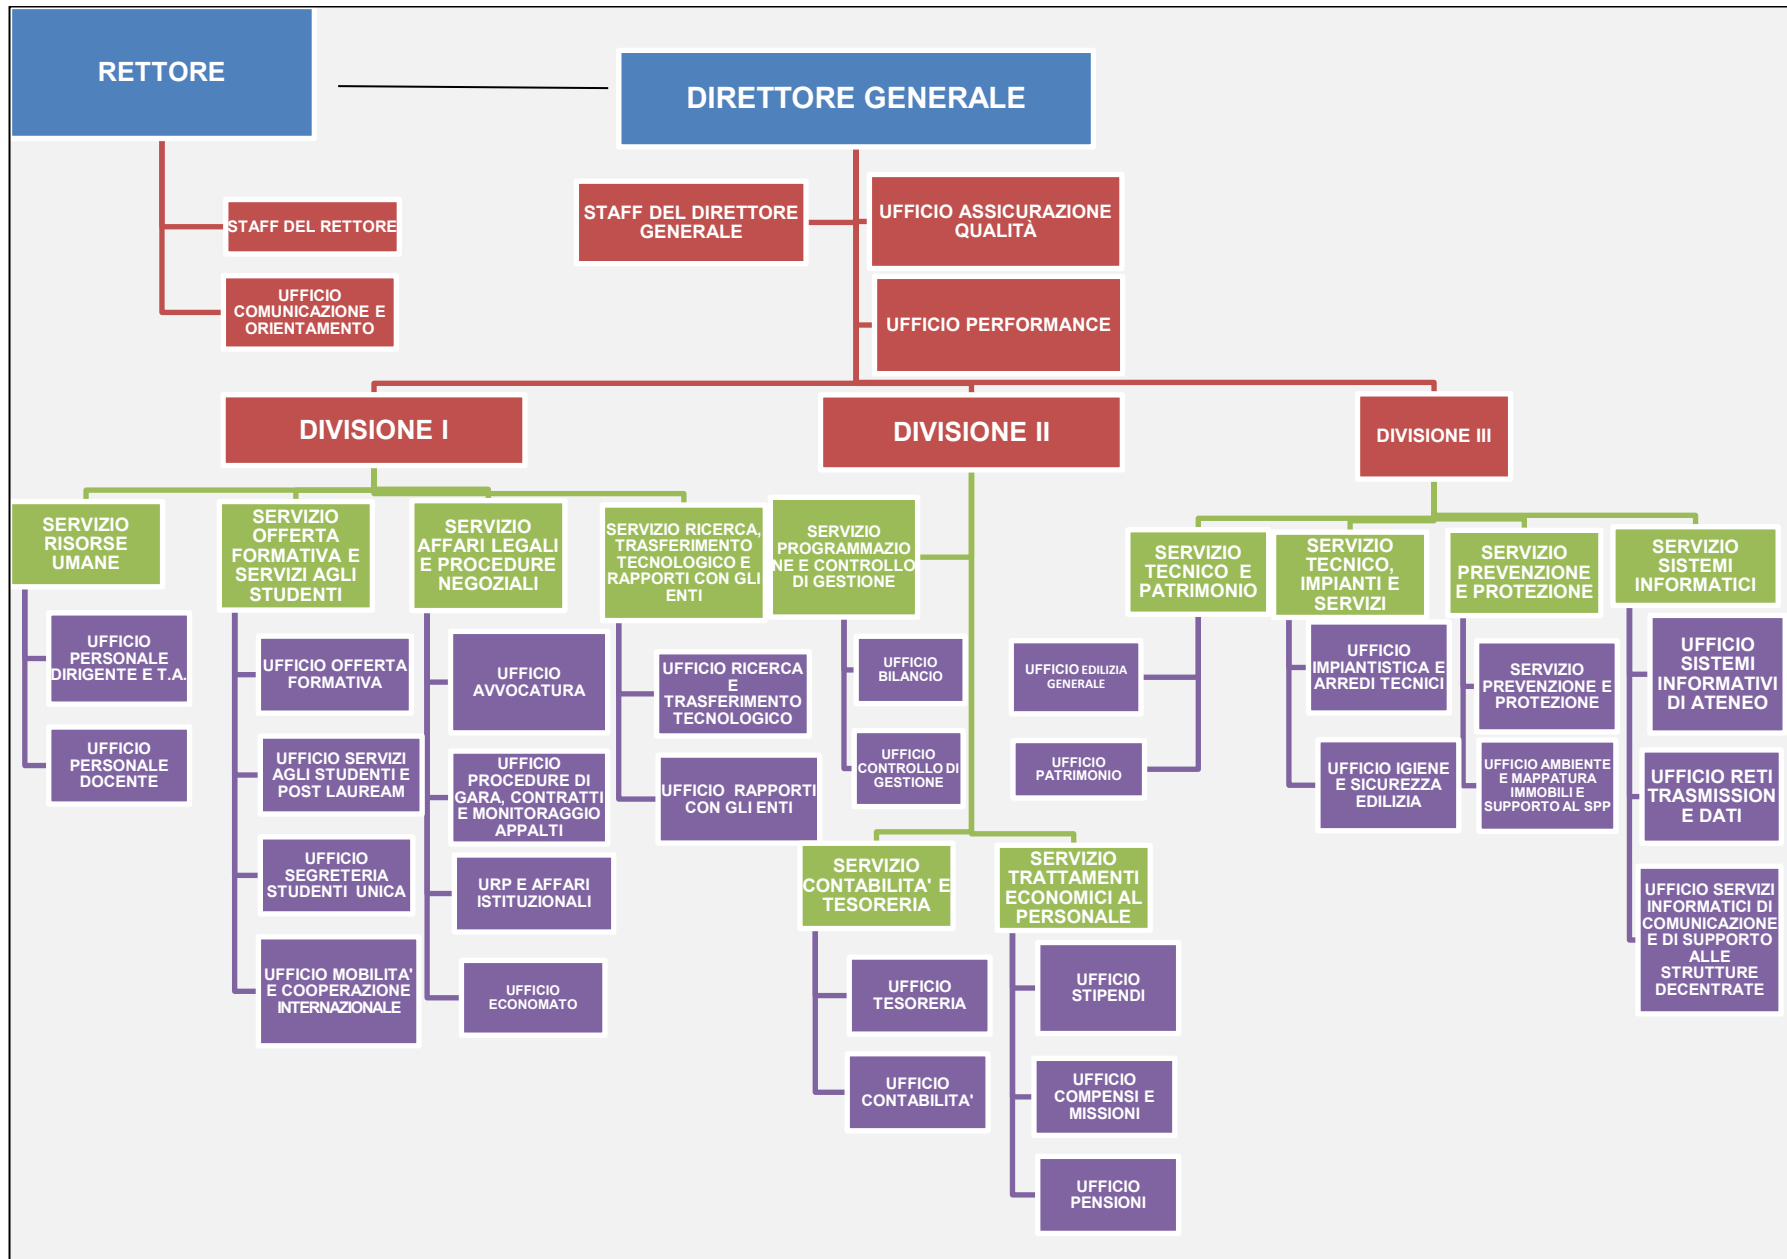 RETTORE
DIRETTORE GENERALE
STAFF DEL RETTORE
UFFICIO
COMUNICAZIONE E
ORIENTAMENTO
STAFF DEL DIRETTORE
GENERALE
UFFICIO ASSICURAZIONE
QUALITÀ
UFFICIO PERFORMANCE
DIVISIONE I
DIVISIONE II
DIVISIONE III
SERVIZIO
RISORSE
UMANE
SERVIZIO
OFFERTA
FORMATIVA E
SERVIZI AGLI
STUDENTI
SERVIZIO
AFFARI LEGALI
E PROCEDURE
NEGOZIALI
SERVIZIO RICERCA,
TRASFERIMENTO
TECNOLOGICO E
RAPPORTI CON GLI
ENTI
SERVIZIO
PROGRAMMAZIO
NE E CONTROLLO
DI GESTIONE
SERVIZIO
TECNICO E
PATRIMONIO
SERVIZIO
TECNICO,
IMPIANTI E
SERVIZI
SERVIZIO
PREVENZIONE
E PROTEZIONE
SERVIZIO
SISTEMI
INFORMATICI
UFFICIO
PERSONALE
DIRIGENTE E T.A.
UFFICIO
PERSONALE
DOCENTE
UFFICIO OFFERTA
FORMATIVA
UFFICIO SERVIZI
AGLI STUDENTI E
POST LAUREAM
UFFICIO
SEGRETERIA
STUDENTI UNICA
UFFICIO MOBILITA'
E COOPERAZIONE
INTERNAZIONALE
UFFICIO
AVVOCATURA
UFFICIO
PROCEDURE DI
GARA, CONTRATTI
E MONITORAGGIO
APPALTI
URP E AFFARI
ISTITUZIONALI
UFFICIO
ECONOMATO
UFFICIO RICERCA
E
TRASFERIMENTO
TECNOLOGICO
UFFICIO RAPPORTI
CON GLI ENTI
UFFICIO
BILANCIO
UFFICIO
CONTROLLO DI
GESTIONE
SERVIZIO
CONTABILITA' E
TESORERIA
SERVIZIO
TRATTAMENTI
ECONOMICI AL
PERSONALE
UFFICIO
TESORERIA
UFFICIO
CONTABILITA'
UFFICIO
STIPENDI
UFFICIO
COMPENSI E
MISSIONI
UFFICIO
PENSIONI
UFFICIO EDILIZIA
GENERALE
UFFICIO
PATRIMONIO
UFFICIO
IMPIANTISTICA E
ARREDI TECNICI
UFFICIO IGIENE
E SICUREZZA
EDILIZIA
SERVIZIO
PREVENZIONE E
PROTEZIONE
UFFICIO AMBIENTE
E MAPPATURA
IMMOBILI E
SUPPORTO AL SPP
UFFICIO
SISTEMI
INFORMATIVI
DI ATENEO
UFFICIO RETI
TRASMISSION
E DATI
UFFICIO SERVIZI
INFORMATICI DI
COMUNICAZIONE
E DI SUPPORTO
ALLE
STRUTTURE
DECENTRATE